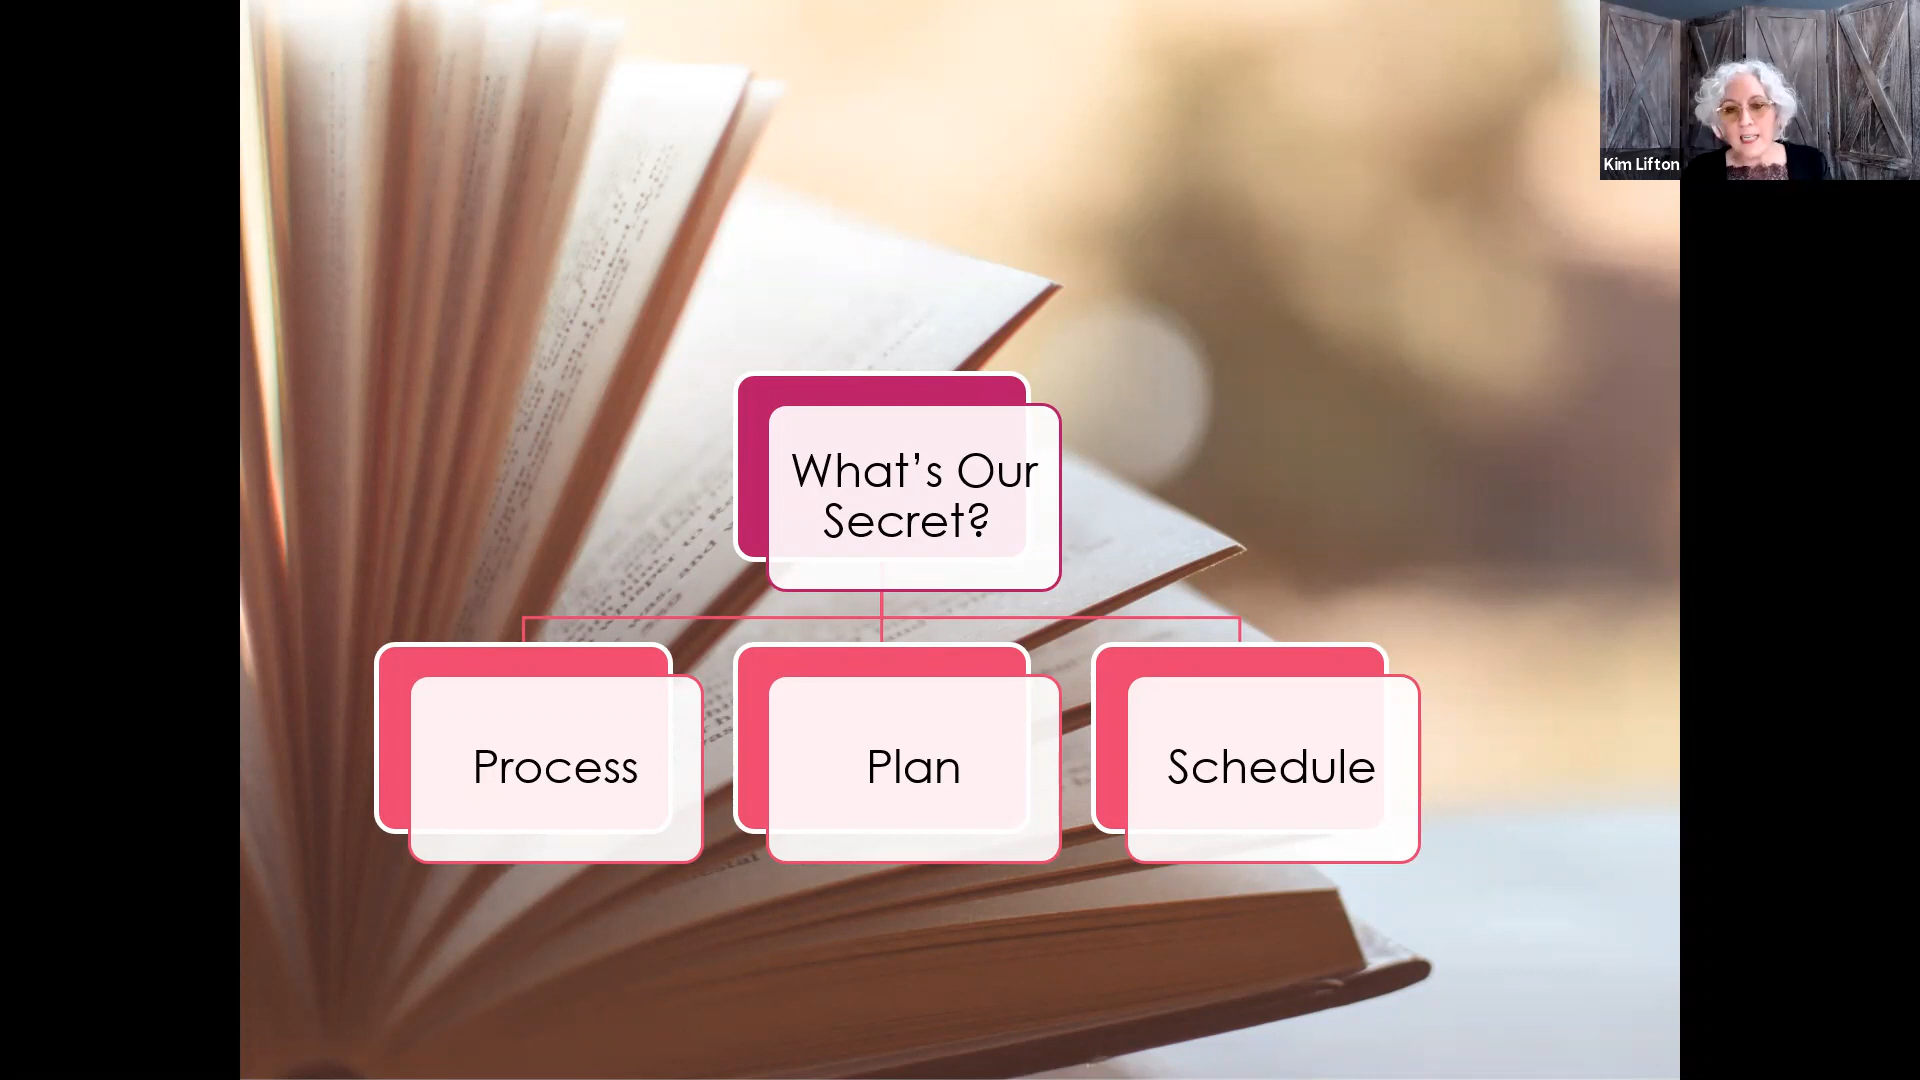 Kim Lifton
What's Our
Secret?
Process
Plan
Schedule